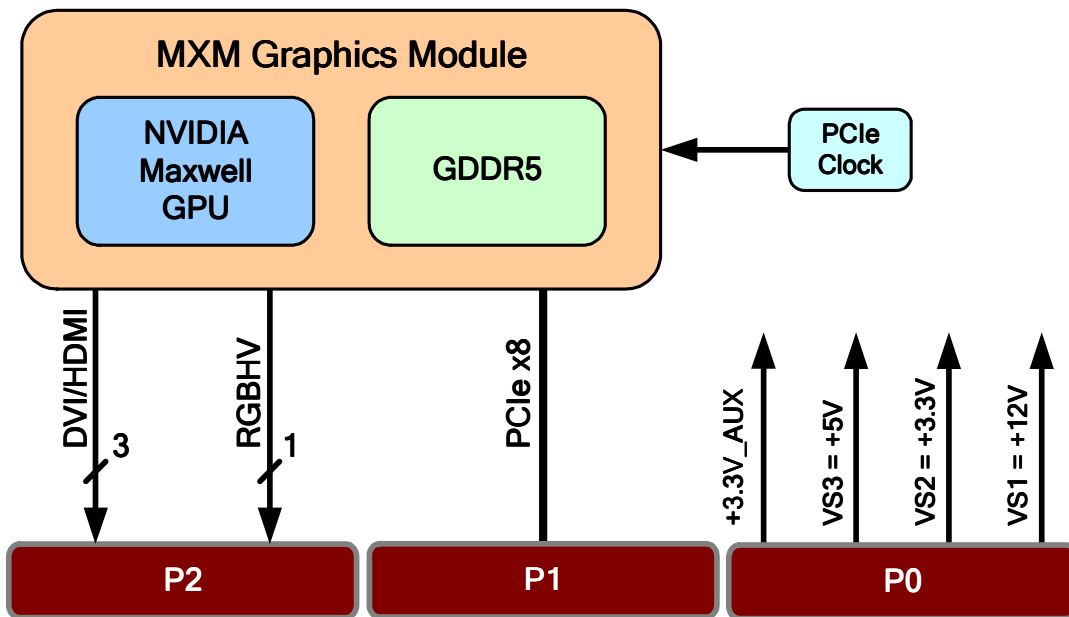 MXM Graphics Module
NVIDIA
Maxwell
GPU
GDDR5
PCIe
Clock
DVI/HDMI
3
RGBHV
1
PCIe x8
+3.3V_AUX
VS3 = +5V
VS2 = +3.3V
VS1 = +12V
P2
P1
P0